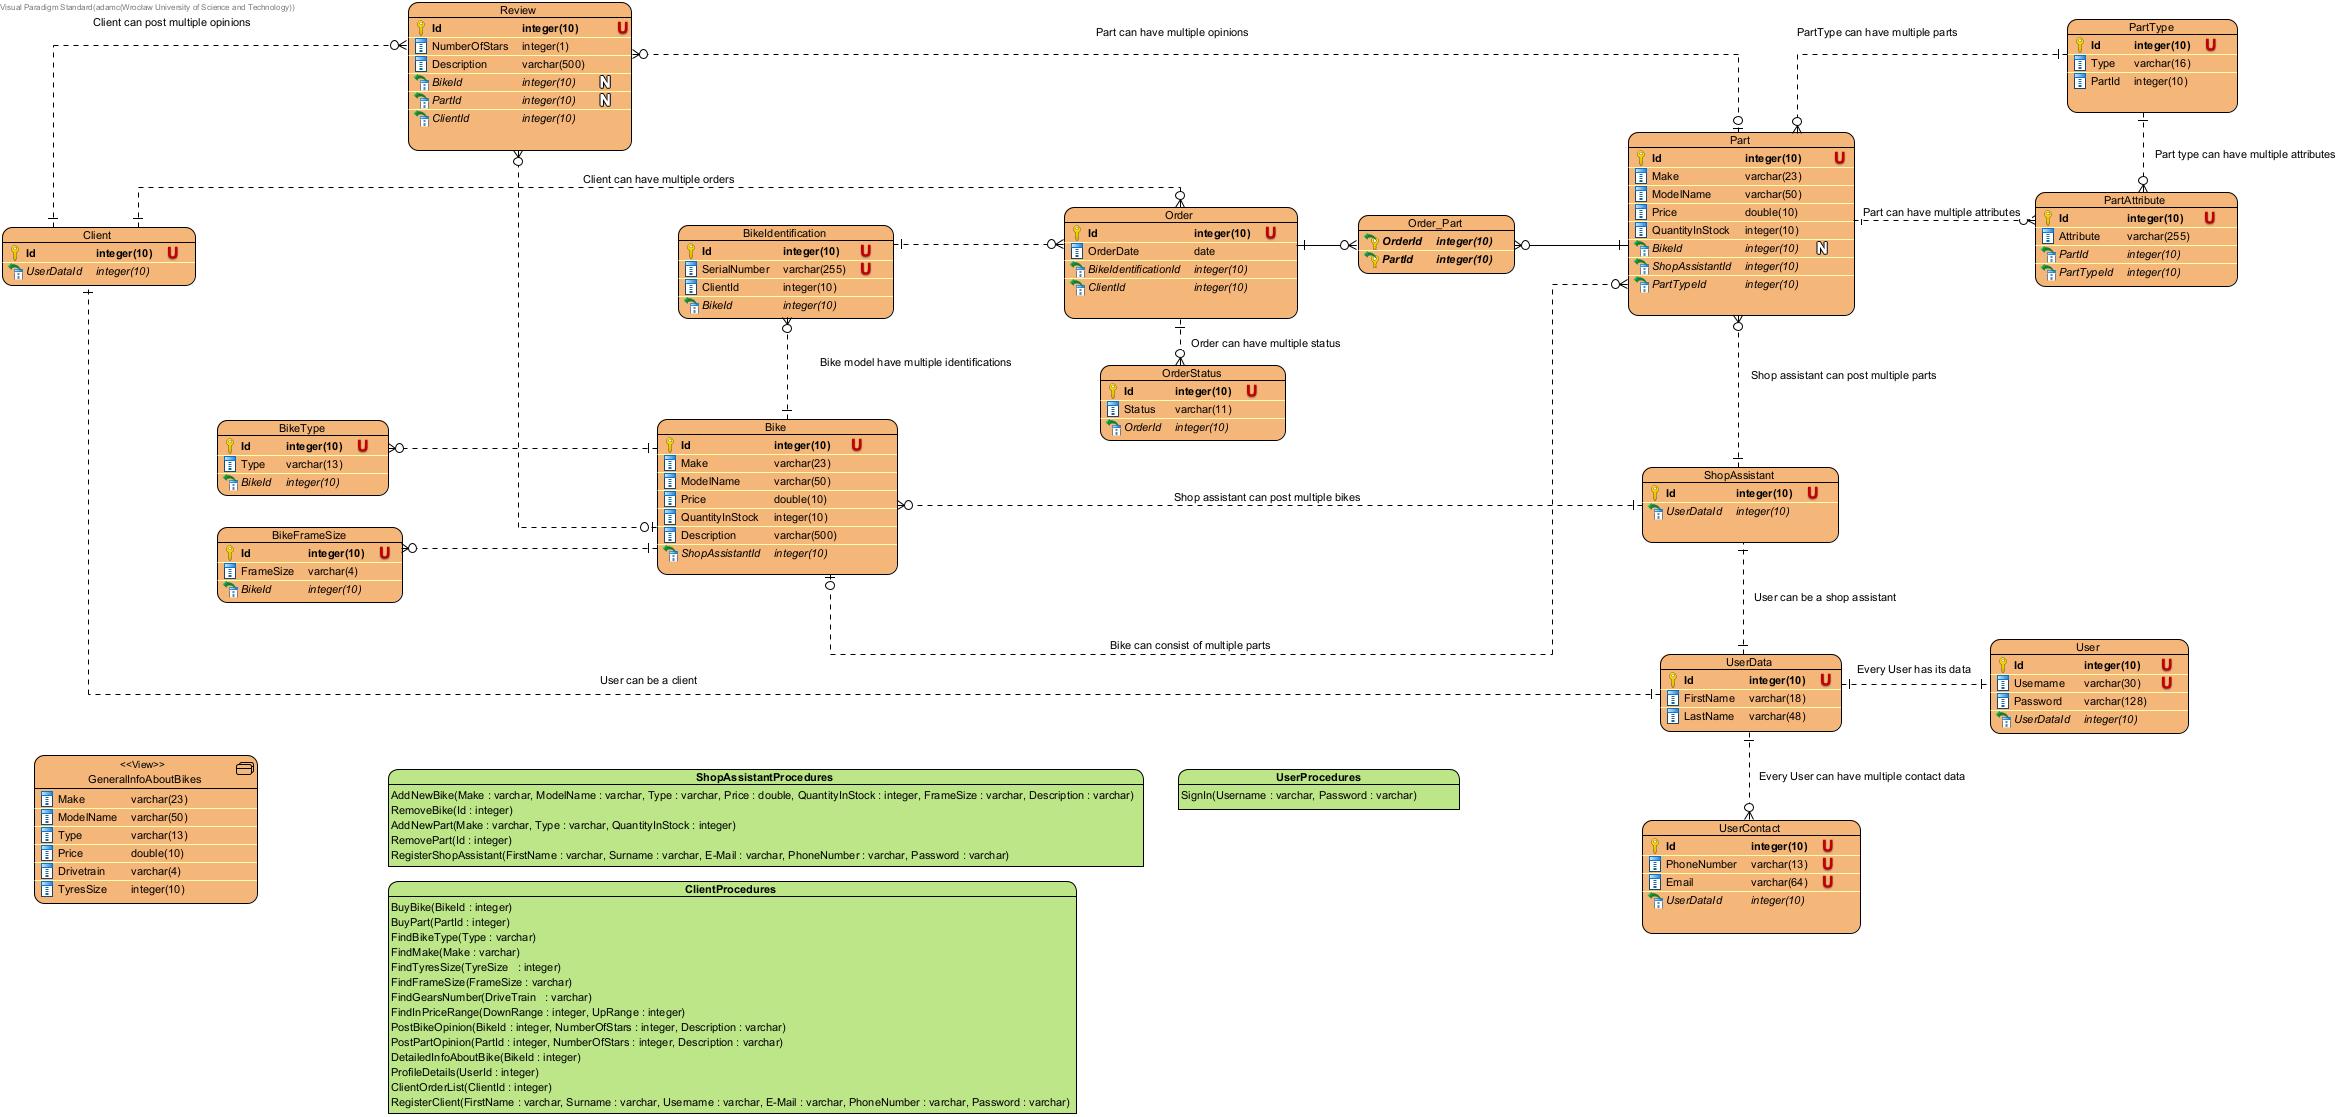 Visual Paradigm Standard(adamc(Wrocław University of Science and Technology))
Client can post multiple opinions
Review
Id integer(10) U
NumberOfStars integer(1)
Description varchar(500)
BikeId integer(10) N
PartId integer(10) N
ClientId integer(10)
Part can have multiple opinions
PartType can have multiple parts
PartType
Id integer(10) U
Type varchar(16)
PartId integer(10)
Part type can have multiple attributes
Client can have multiple orders
Client
Id integer(10) U
UserDataId integer(10)
BikeIdentification
Id integer(10) U
SerialNumber varchar(255) U
ClientId integer(10)
BikeId integer(10)
Order
Id integer(10) U
OrderDate date
BikeIdentificationId integer(10)
ClientId integer(10)
Order_Part
OrderId integer(10)
PartId integer(10)
Part
Id integer(10) U
Make varchar(23)
ModelName varchar(50)
Price double(10)
QuantityInStock integer(10)
BikeId integer(10) N
ShopAssistantId integer(10)
PartTypeId integer(10)
Part can have multiple attributes
PartAttribute
Id integer(10) U
Attribute varchar(255)
PartId integer(10)
PartTypeId integer(10)
Bike model have multiple identifications
Order can have multiple status
OrderStatus
Id integer(10) U
Status varchar(11)
OrderId integer(10)
Shop assistant can post multiple parts
BikeType
Id integer(10) U
Type varchar(13)
BikeId integer(10)
BikeFrameSize
Id integer(10) U
FrameSize varchar(4)
BikeId integer(10)
Bike
Id integer(10) U
Make varchar(23)
ModelName varchar(50)
Price double(10)
QuantityInStock integer(10)
Description varchar(500)
ShopAssistantId integer(10)
Shop assistant can post multiple bikes
ShopAssistant
Id integer(10) U
UserDataId integer(10)
User can be a shop assistant
Bike can consist of multiple parts
User can be a client
UserData
Id integer(10) U
FirstName varchar(18)
LastName varchar(48)
Every User has its data
User
Id integer(10) U
Username varchar(30) U
Password varchar(128)
UserDataId integer(10)
Every User can have multiple contact data
UserContact
Id integer(10) U
PhoneNumber varchar(13) U
Email varchar(64) U
UserDataId integer(10)
<<View>>
GeneralInfoAboutBikes
Make varchar(23)
ModelName varchar(50)
Type varchar(13)
Price double(10)
Drivetrain varchar(4)
TyresSize integer(10)
ShopAssistantProcedures
AddNewBike(Make : varchar, ModelName : varchar, Type : varchar, Price : double, QuantityInStock : integer, FrameSize : varchar, Description : varchar)
RemoveBike(Id : integer)
AddNewPart(Make : varchar, Type : varchar, QuantityInStock : integer)
RemovePart(Id : integer)
RegisterShopAssistant(FirstName : varchar, Surname : varchar, E-Mail : varchar, PhoneNumber : varchar, Password : varchar)
UserProcedures
SignIn(Username : varchar, Password : varchar)
ClientProcedures
BuyBike(BikeId : integer)
BuyPart(PartId : integer)
FindBikeType(Type : varchar)
FindMake(Make : varchar)
FindTyresSize(TyreSize : integer)
FindFrameSize(FrameSize : varchar)
FindGearsNumber(DriveTrain : varchar)
FindInPriceRange(DownRange : integer, UpRange : integer)
PostBikeOpinion(BikeId : integer, NumberOfStars : integer, Description : varchar)
PostPartOpinion(PartId : integer, NumberOfStars : integer, Description : varchar)
DetailedInfoAboutBike(BikeId : integer)
ProfileDetails(UserId : integer)
ClientOrderList(ClientId : integer)
RegisterClient(FirstName : varchar, Surname : varchar, Username : varchar, E-Mail : varchar, PhoneNumber : varchar, Password : varchar)